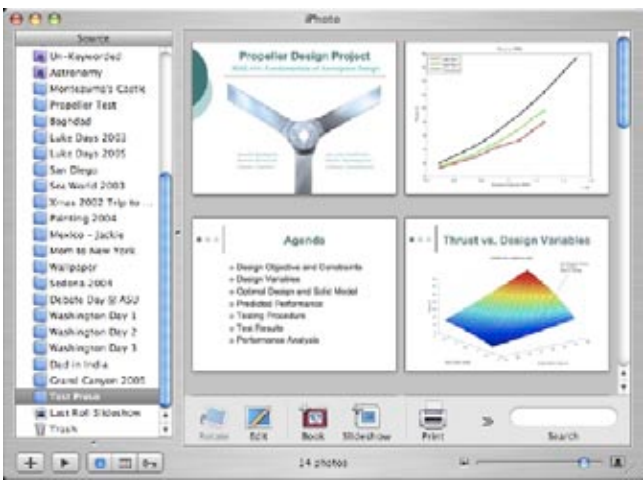 iPhoto
Source
Un-Keyworded
Astronomy
Montezuma's Castle
Propeller Test
Baghdad
Luke Days 2003
Luke Days 2005
San Diego
Sea World 2003
Xmas 2002 Trip to ...
Painting 2004
Mexico - Jackie
Mom to New York
Wallpaper
Sedona 2004
Debate Day @ ASU
Washington Day 1
Washington Day 2
Washington Day 3
Dad in India
Grand Canyon 2005
Test Preso
Last Roll Slideshow
Trash
Propeller Design Project
Agenda
Design Objective and Constraints
Design Variables
Optimal Design and Solid Model
Predicted Performance
Testing Procedure
Test Results
Performance Analysis
Thrust vs. Design Variables
Rotate
Edit
Book
Slideshow
Print
Search
14 photos